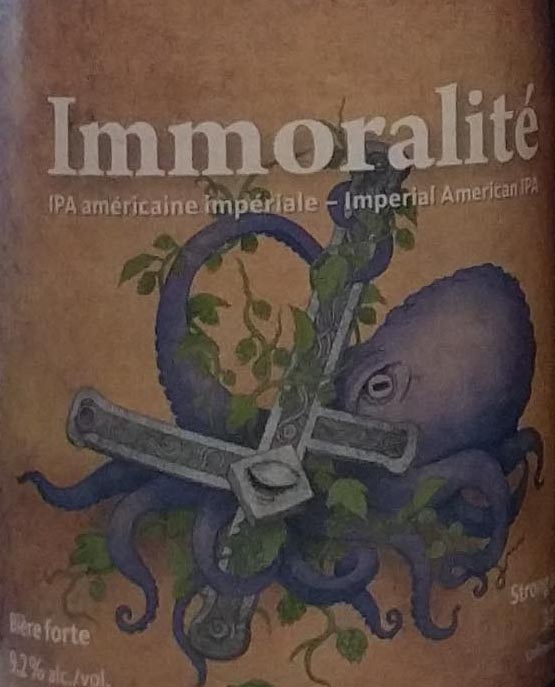 Immoralité
IPA américaine impériale – Imperial American IPA
Bière forte
9.2% alc./vol.
Strong